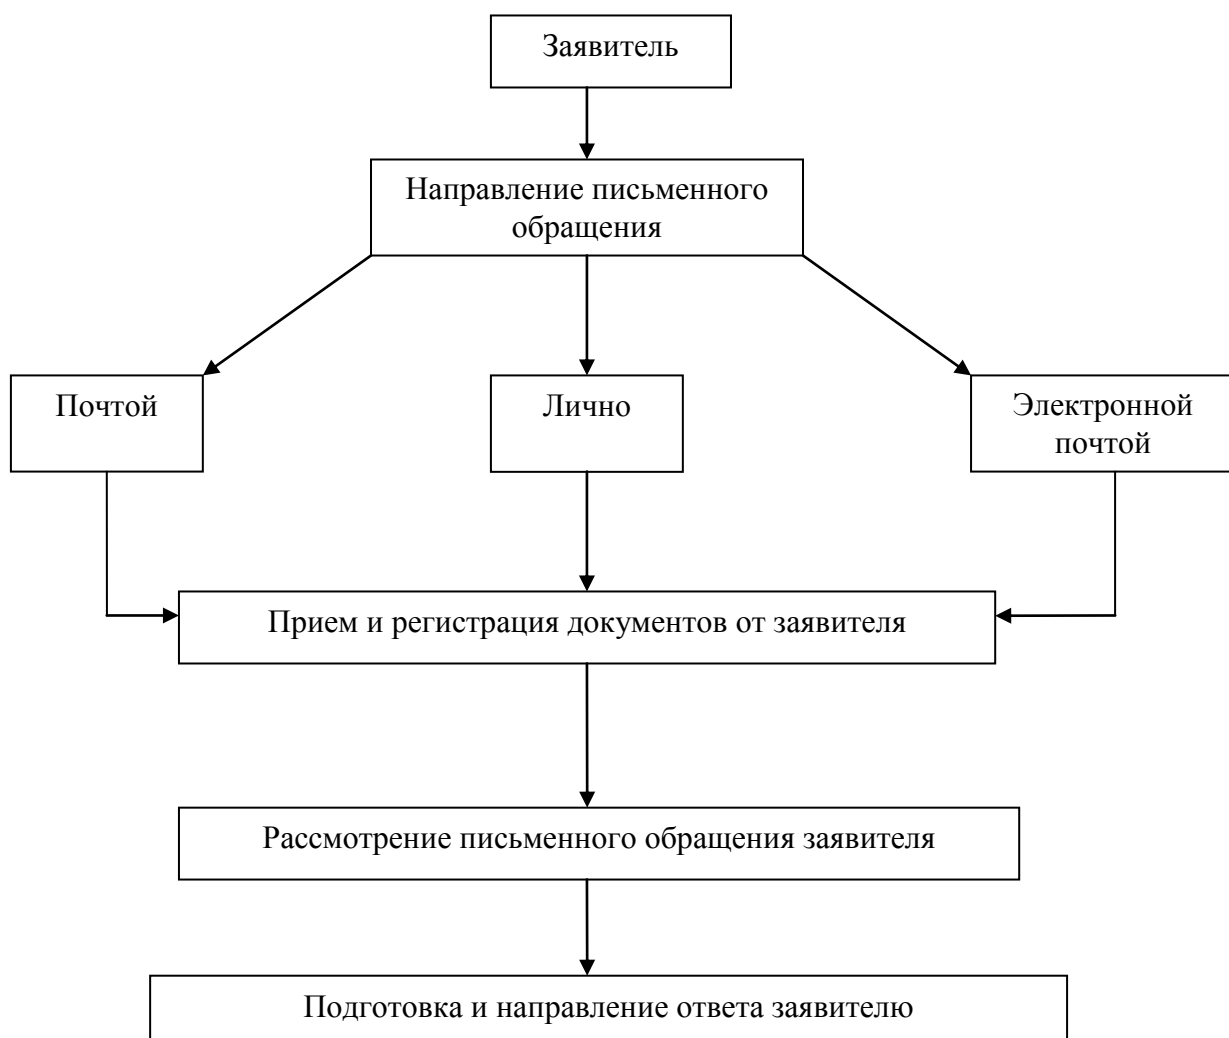 Заявитель
Направление письменного
обращения
Почтой
Лично
Электронной
почтой
Прием и регистрация документов от заявителя
Рассмотрение письменного обращения заявителя
Подготовка и направление ответа заявителю